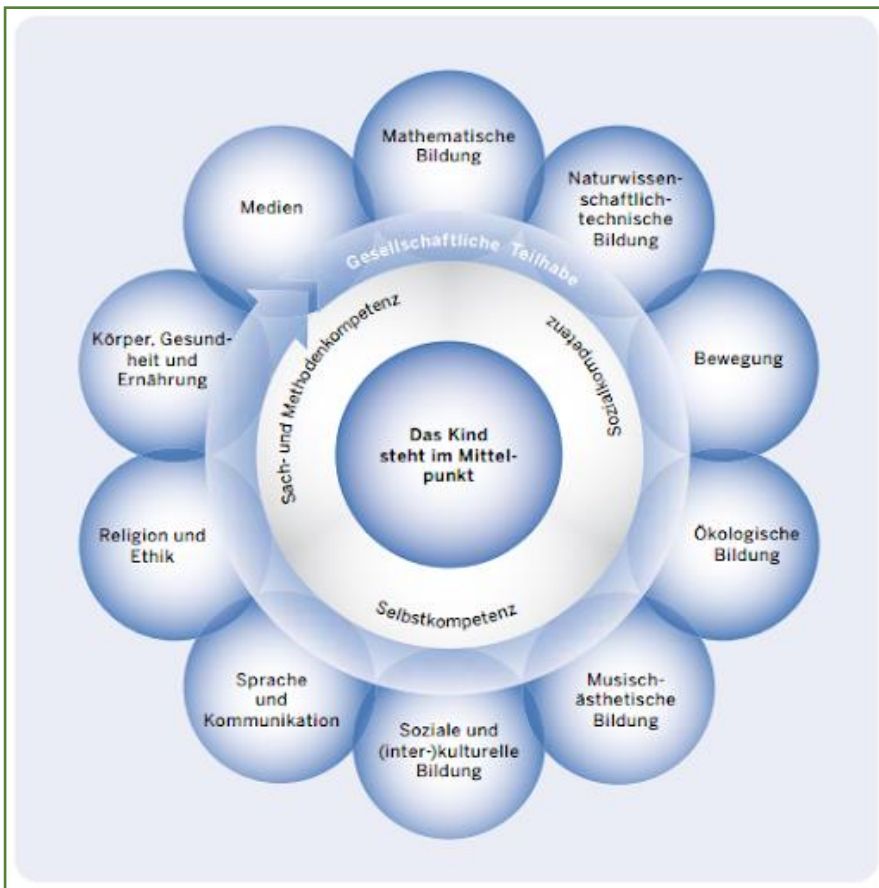 Mathematische
Bildung
Naturwissen-
schaftlich-
technische
Bildung
Bewegung
Ökologische
Bildung
Musisch-
ästhetische
Bildung
Soziale und
(inter-)kulturelle
Bildung
Sprache
und
Kommunikation
Religion und
Ethik
Körper, Gesund-
heit und
Ernährung
Medien
Gesellschaftliche Teilhabe
Sach- und Methodenkompetenz
Sozialkompetenz
Selbstkompetenz
Das Kind
steht im Mittel-
punkt